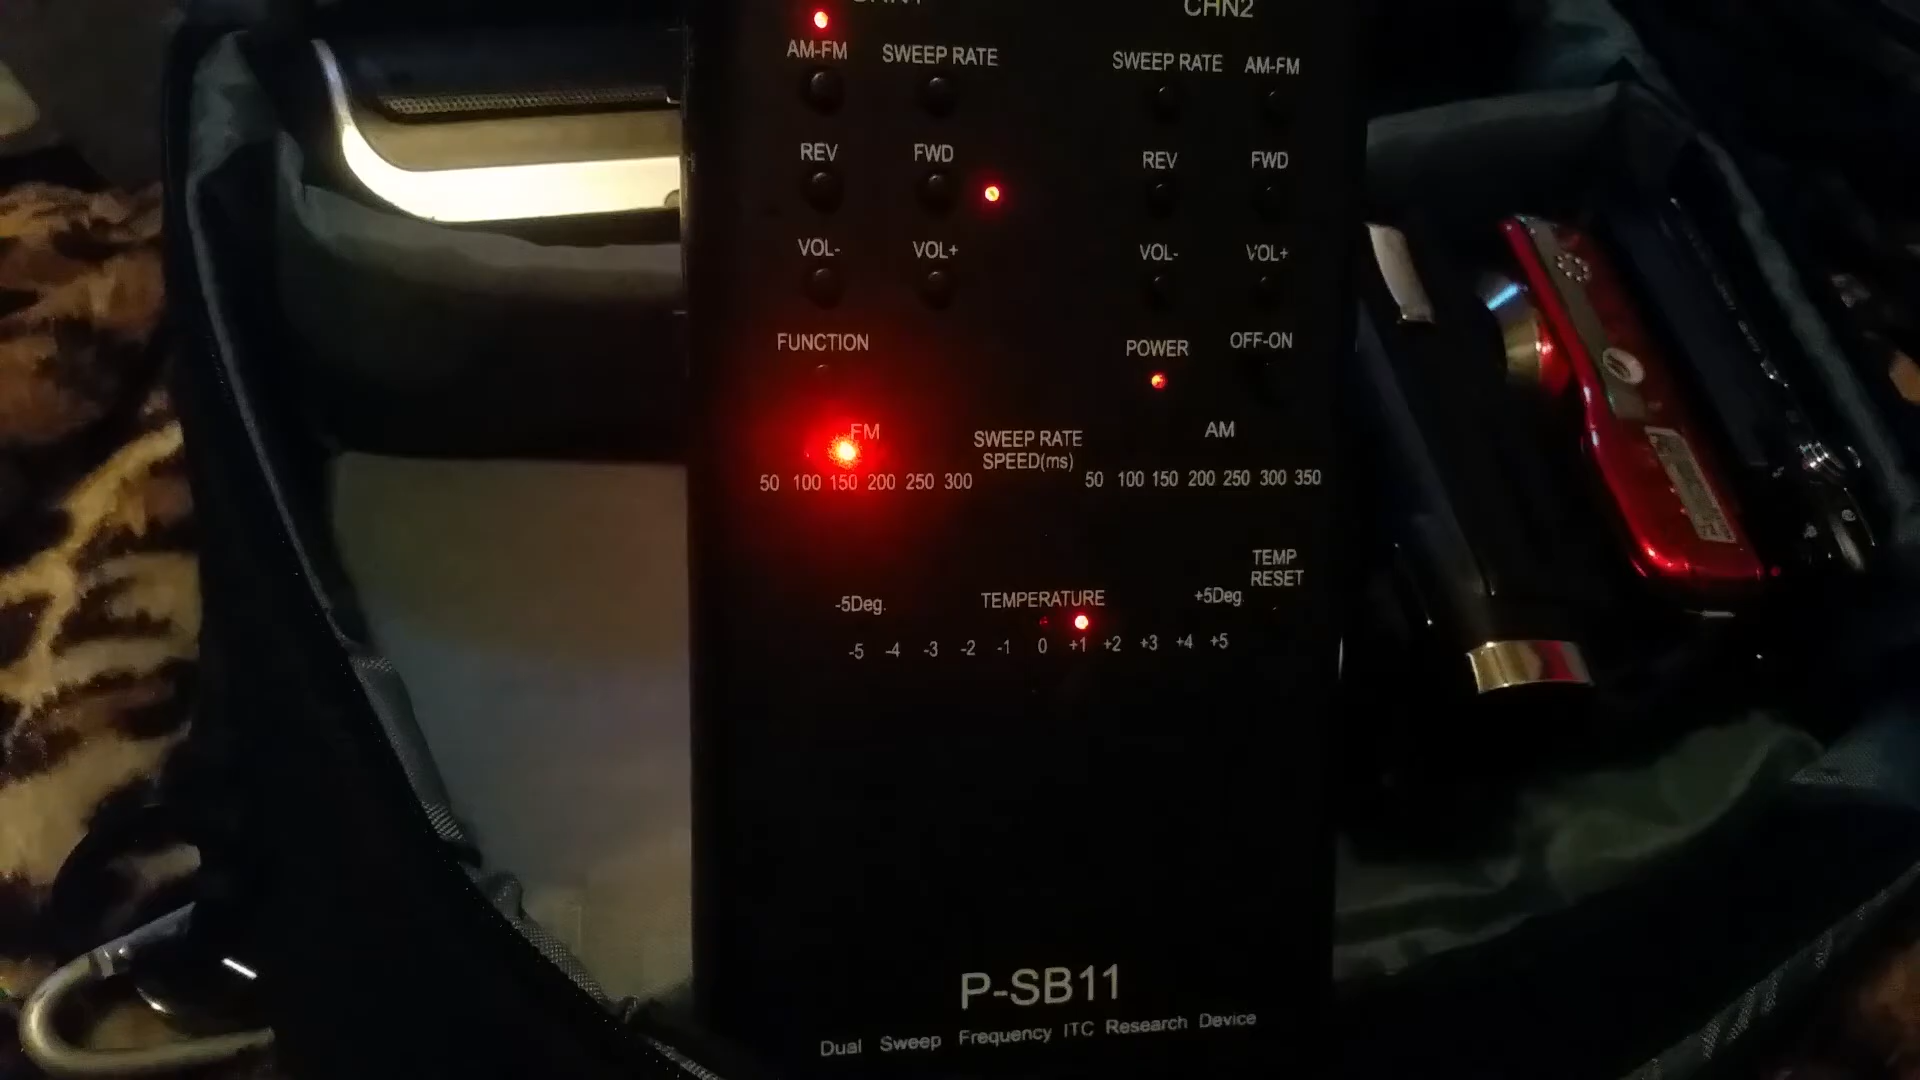 CHN2
AM-FM SWEEP RATE SWEEP RATE AM-FM
REV FWD REV FWD
VOL- VOL+ VOL- VOL+
FUNCTION POWER OFF-ON
FM SWEEP RATE AM
SPEED(ms)
50 100 150 200 250 300 50 100 150 200 250 300 350
TEMP
RESET
-5Deg. TEMPERATURE +5Deg.
-5 -4 -3 -2 -1 0 +1 +2 +3 +4 +5
P-SB11
Dual Sweep Frequency ITC Research Device